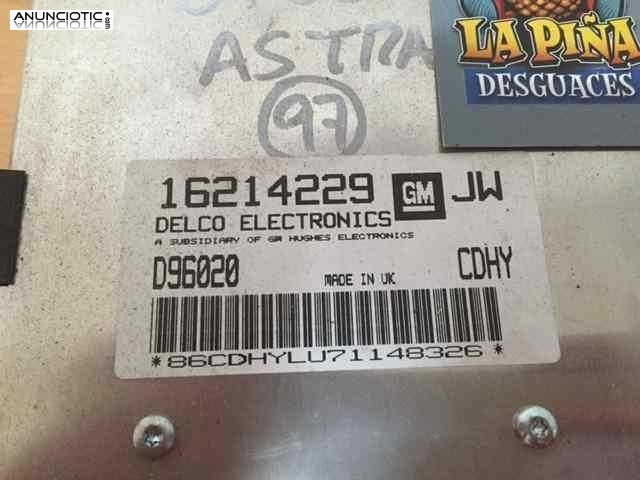 ANUNCIOTIC.com
ASTRA
97
LA PIÑA
DESGUACES
16214229 GM JW
DELCO ELECTRONICS
A SUBSIDIARY OF GM HUGHES ELECTRONICS
D96020 MADE IN UK CDHY
*86CDHYLU71148326*